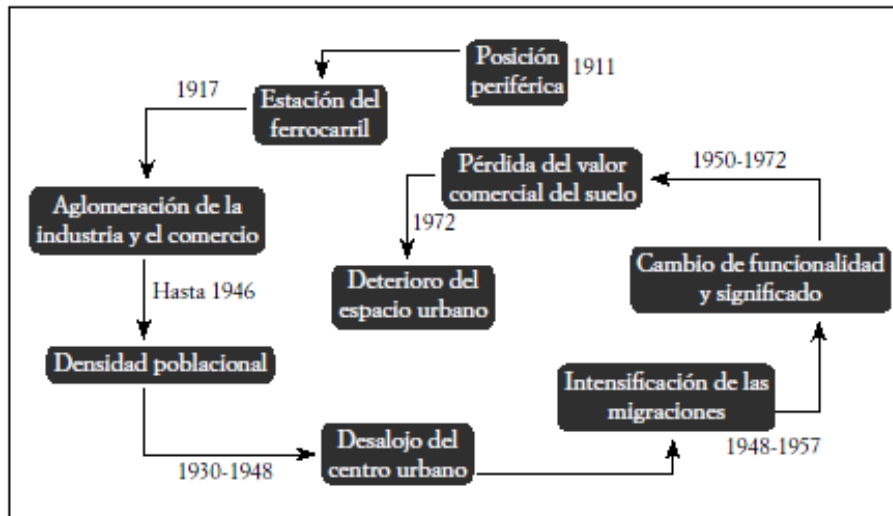 Posición
periférica
1911
Estación del
ferrocarril
1917
Aglomeración de la
industria y el comercio
Hasta 1946
Densidad poblacional
1930-1948
Desalojo del
centro urbano
Intensificación de las
migraciones
1948-1957
Cambio de funcionalidad
y significado
1950-1972
Pérdida del valor
comercial del suelo
1972
Deterioro del
espacio urbano